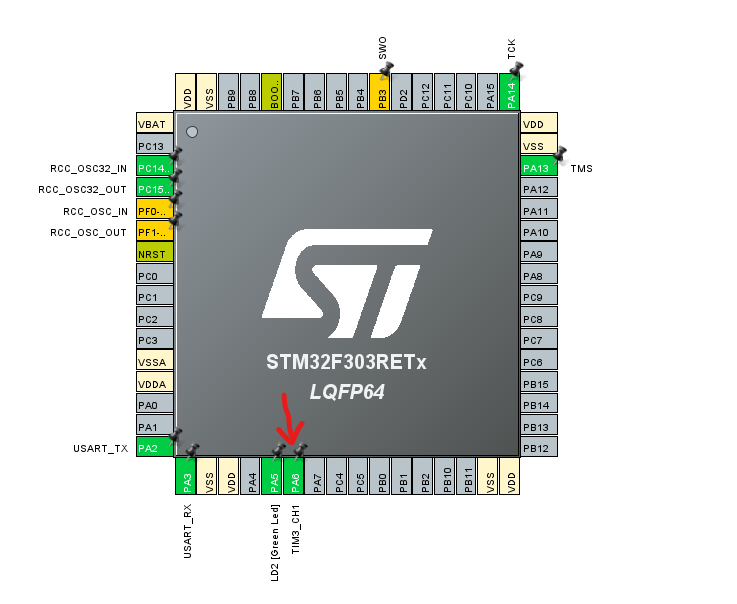 SWO
TCK
VDD
VSS
PB9
PB8
BOO..
PB7
PB6
PB5
PB4
PB3
PD2
PC12
PC11
PC10
PA15
PA14
VBAT
PC13
RCC_OSC32_IN PC14..
RCC_OSC32_OUT PC15..
RCC_OSC_IN PF0-..
RCC_OSC_OUT PF1-..
NRST
PC0
PC1
PC2
PC3
VSSA
VDDA
PA0
PA1
USART_TX PA2
VDD
VSS
PA13 TMS
PA12
PA11
PA10
PA9
PA8
PC9
PC8
PC7
PC6
PB15
PB14
PB13
PB12
ST
STM32F303RETx
LQFP64
PA3
VSS
VDD
PA4
PA5
PA6
PA7
PC4
PC5
PB0
PB1
PB2
PB10
PB11
VSS
VDD
USART_RX
LD2 [Green Led]
TIM3_CH1